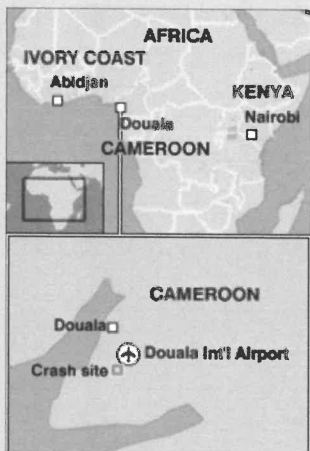 AFRICA
IVORY COAST
Abidjan
KENYA
Nairobi
Douala
CAMEROON
CAMEROON
Douala
Douala Int'l Airport
Crash site